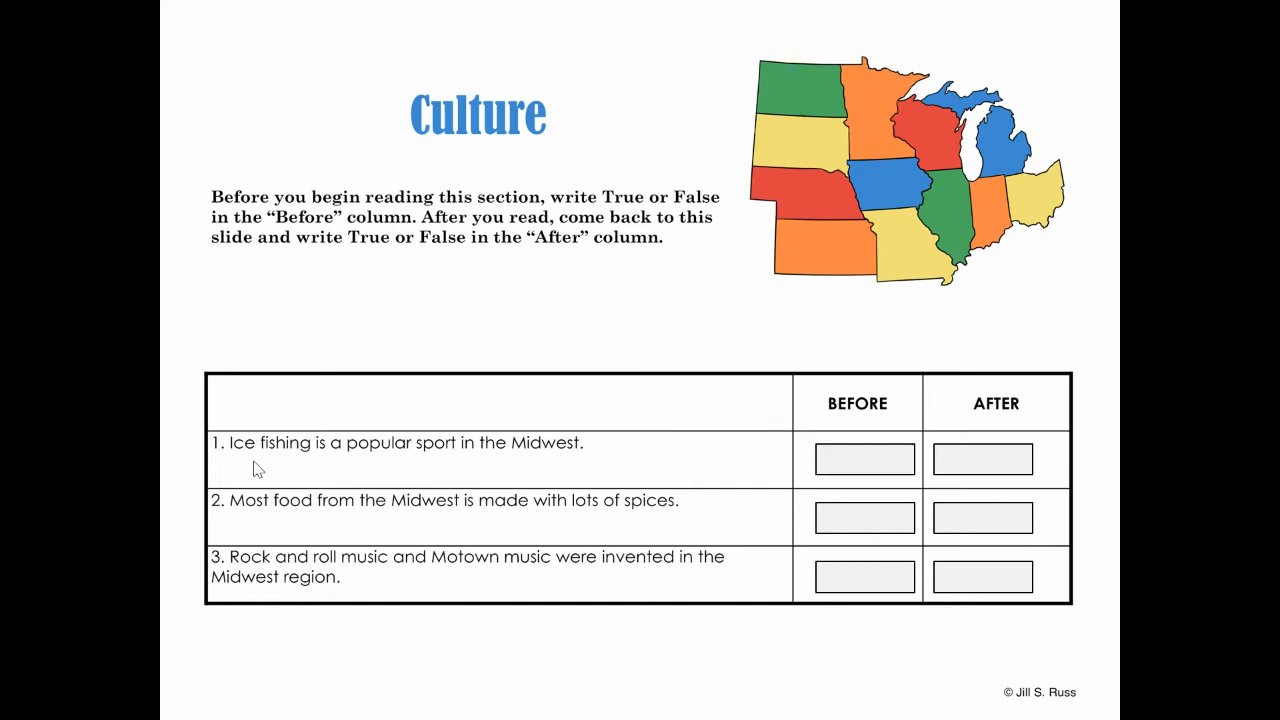 Culture
Before you begin reading this section, write True or False
in the “Before” column. After you read, come back to this
slide and write True or False in the “After” column.
BEFORE
AFTER
1. Ice fishing is a popular sport in the Midwest.
2. Most food from the Midwest is made with lots of spices.
3. Rock and roll music and Motown music were invented in the
Midwest region.
© Jill S. Russ